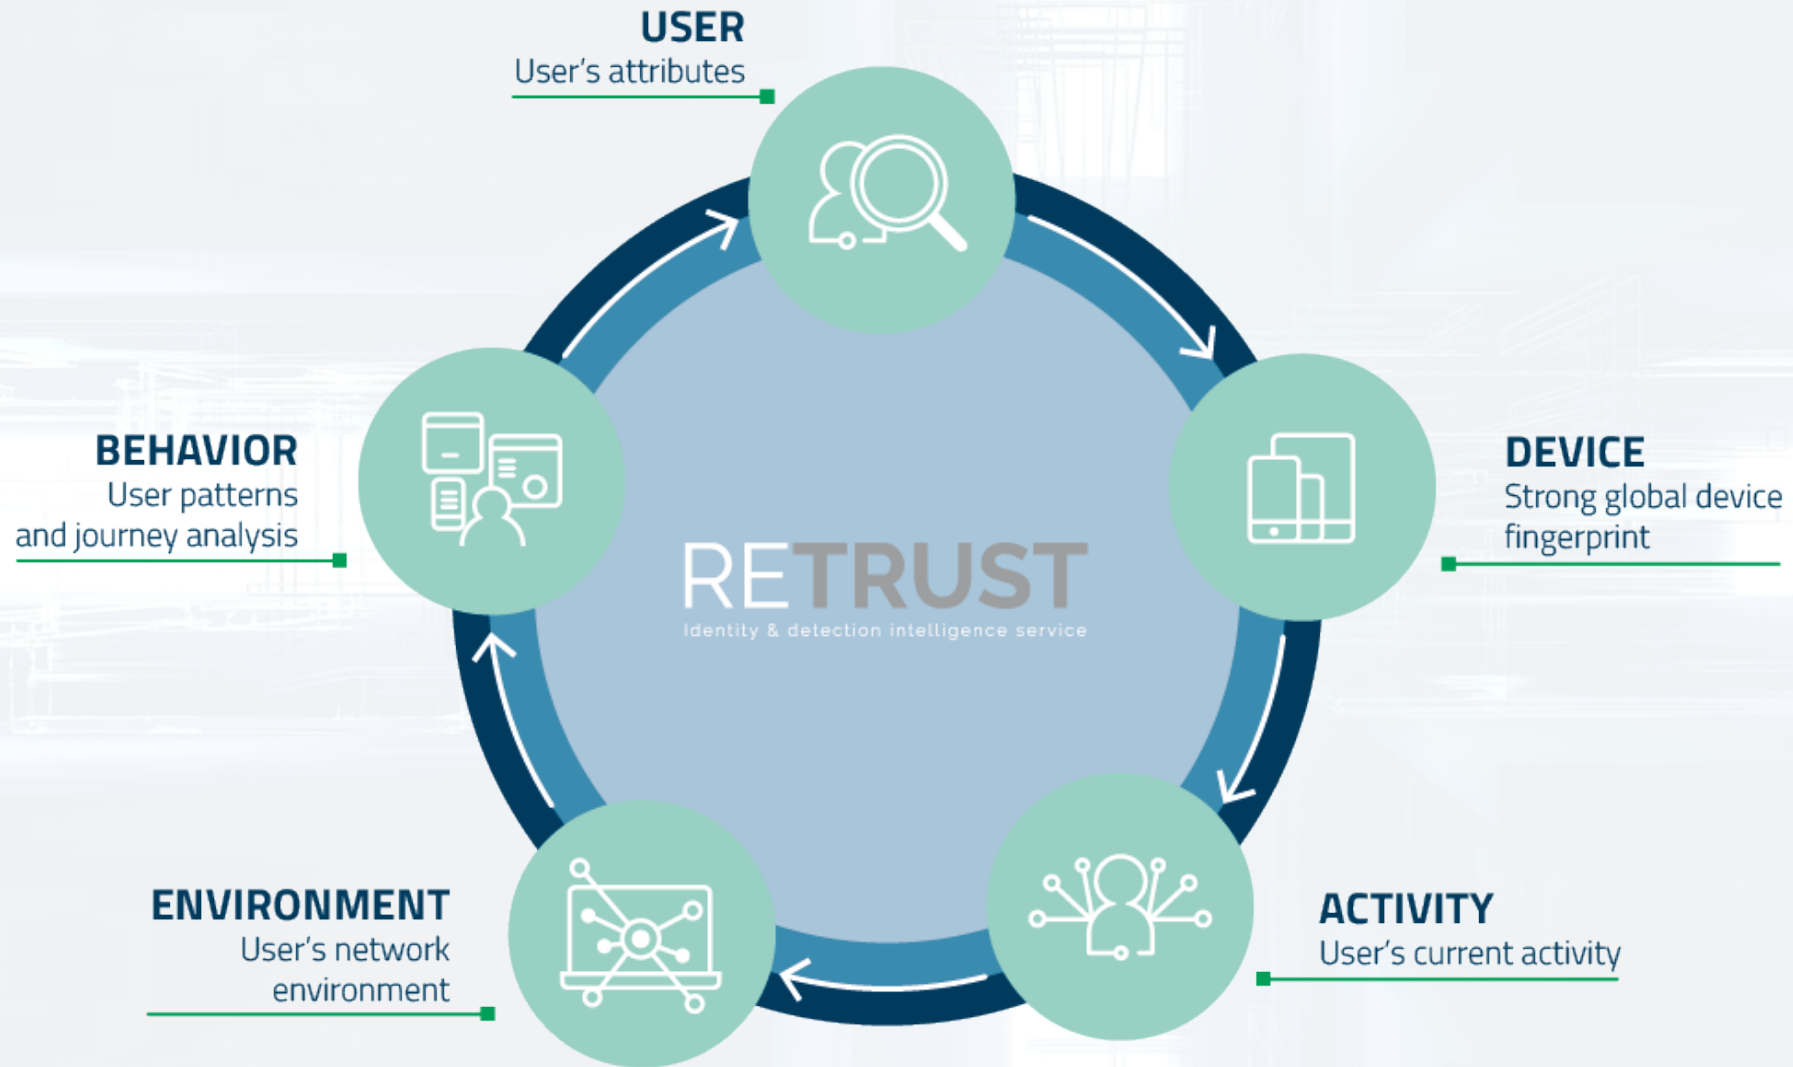 USER
User's attributes
BEHAVIOR
User patterns
and journey analysis
DEVICE
Strong global device
fingerprint
RETRUST
Identity & detection intelligence service
ENVIRONMENT
User's network
environment
ACTIVITY
User's current activity